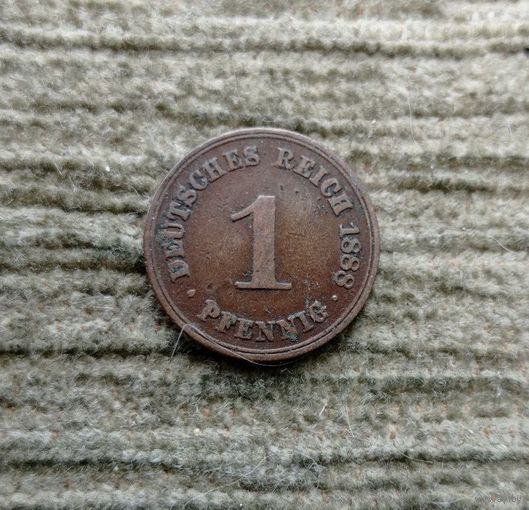 DEUTSCHES REICH 1888
1
PFENNIG